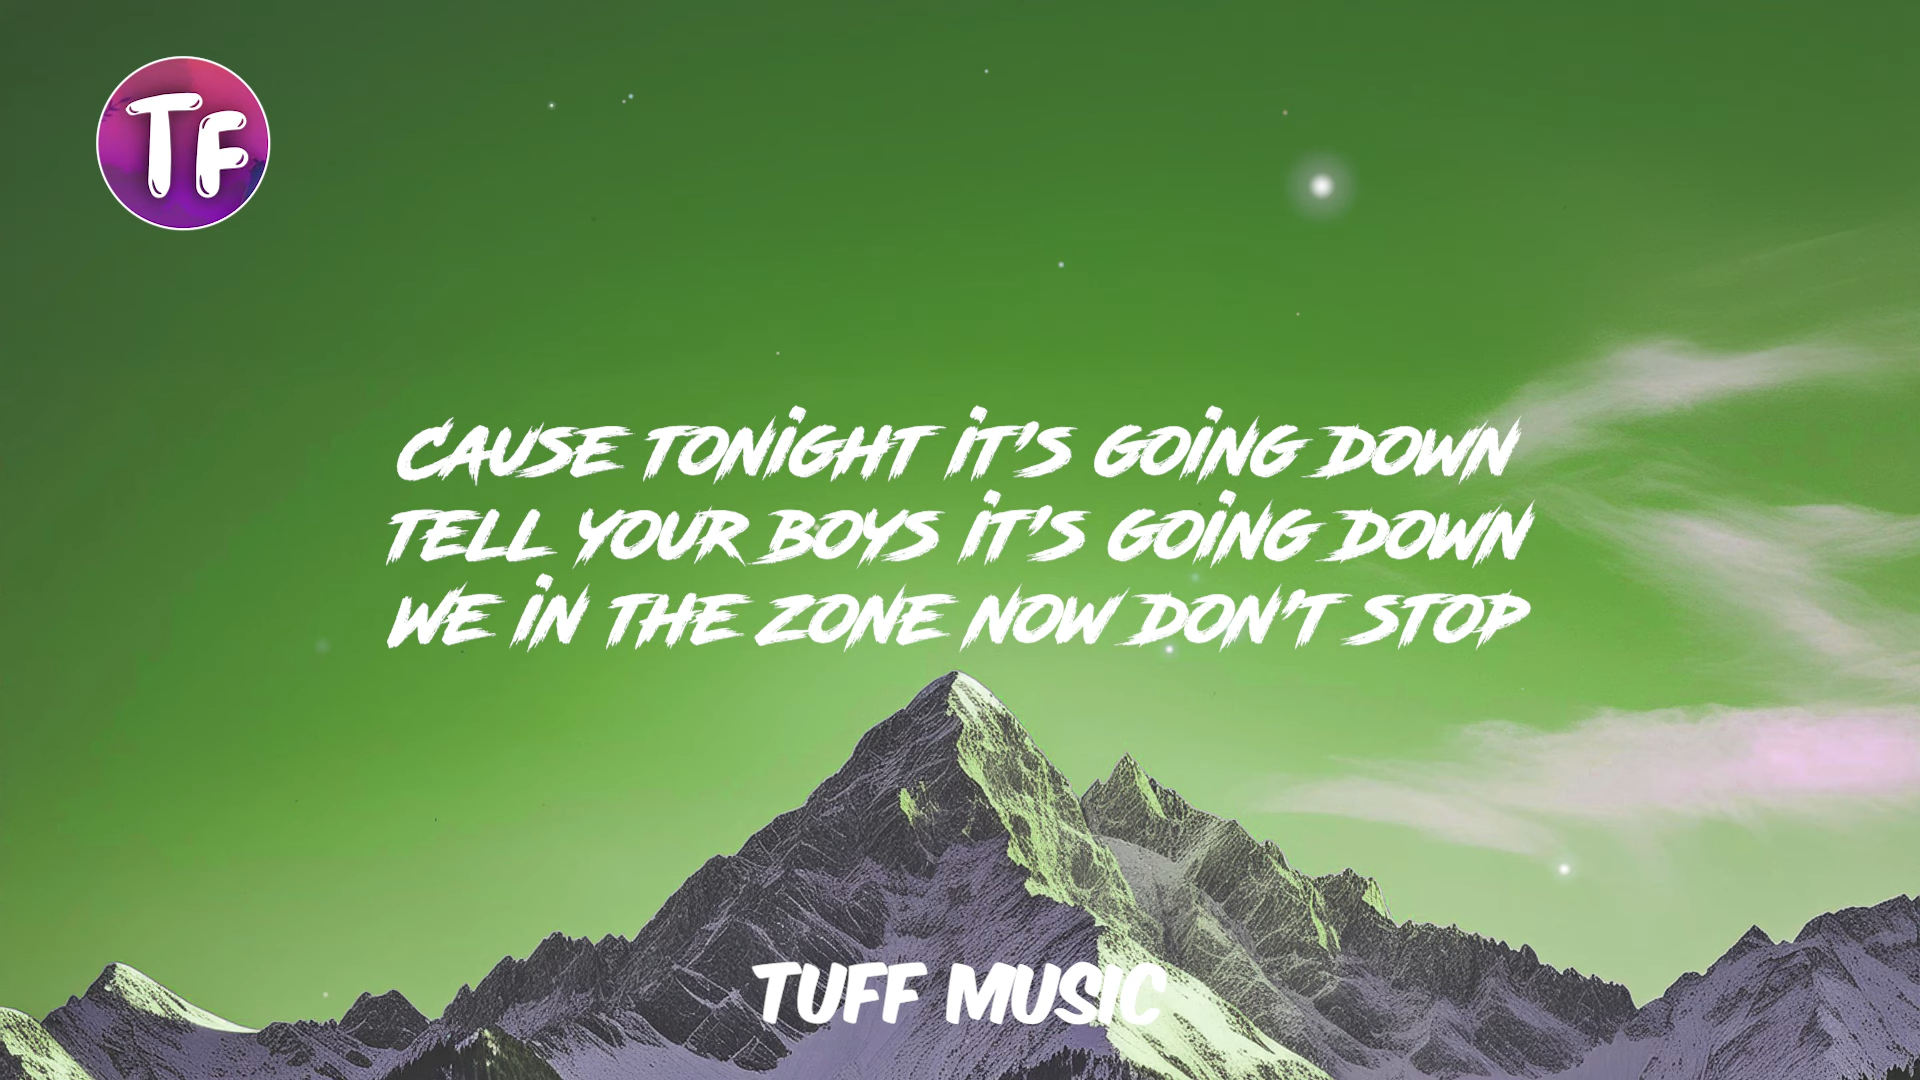 TF
CAUSE TONIGHT IT'S GOING DOWN
TELL YOUR BOYS IT'S GOING DOWN
WE IN THE ZONE NOW DON'T STOP
TUFF MUSIC